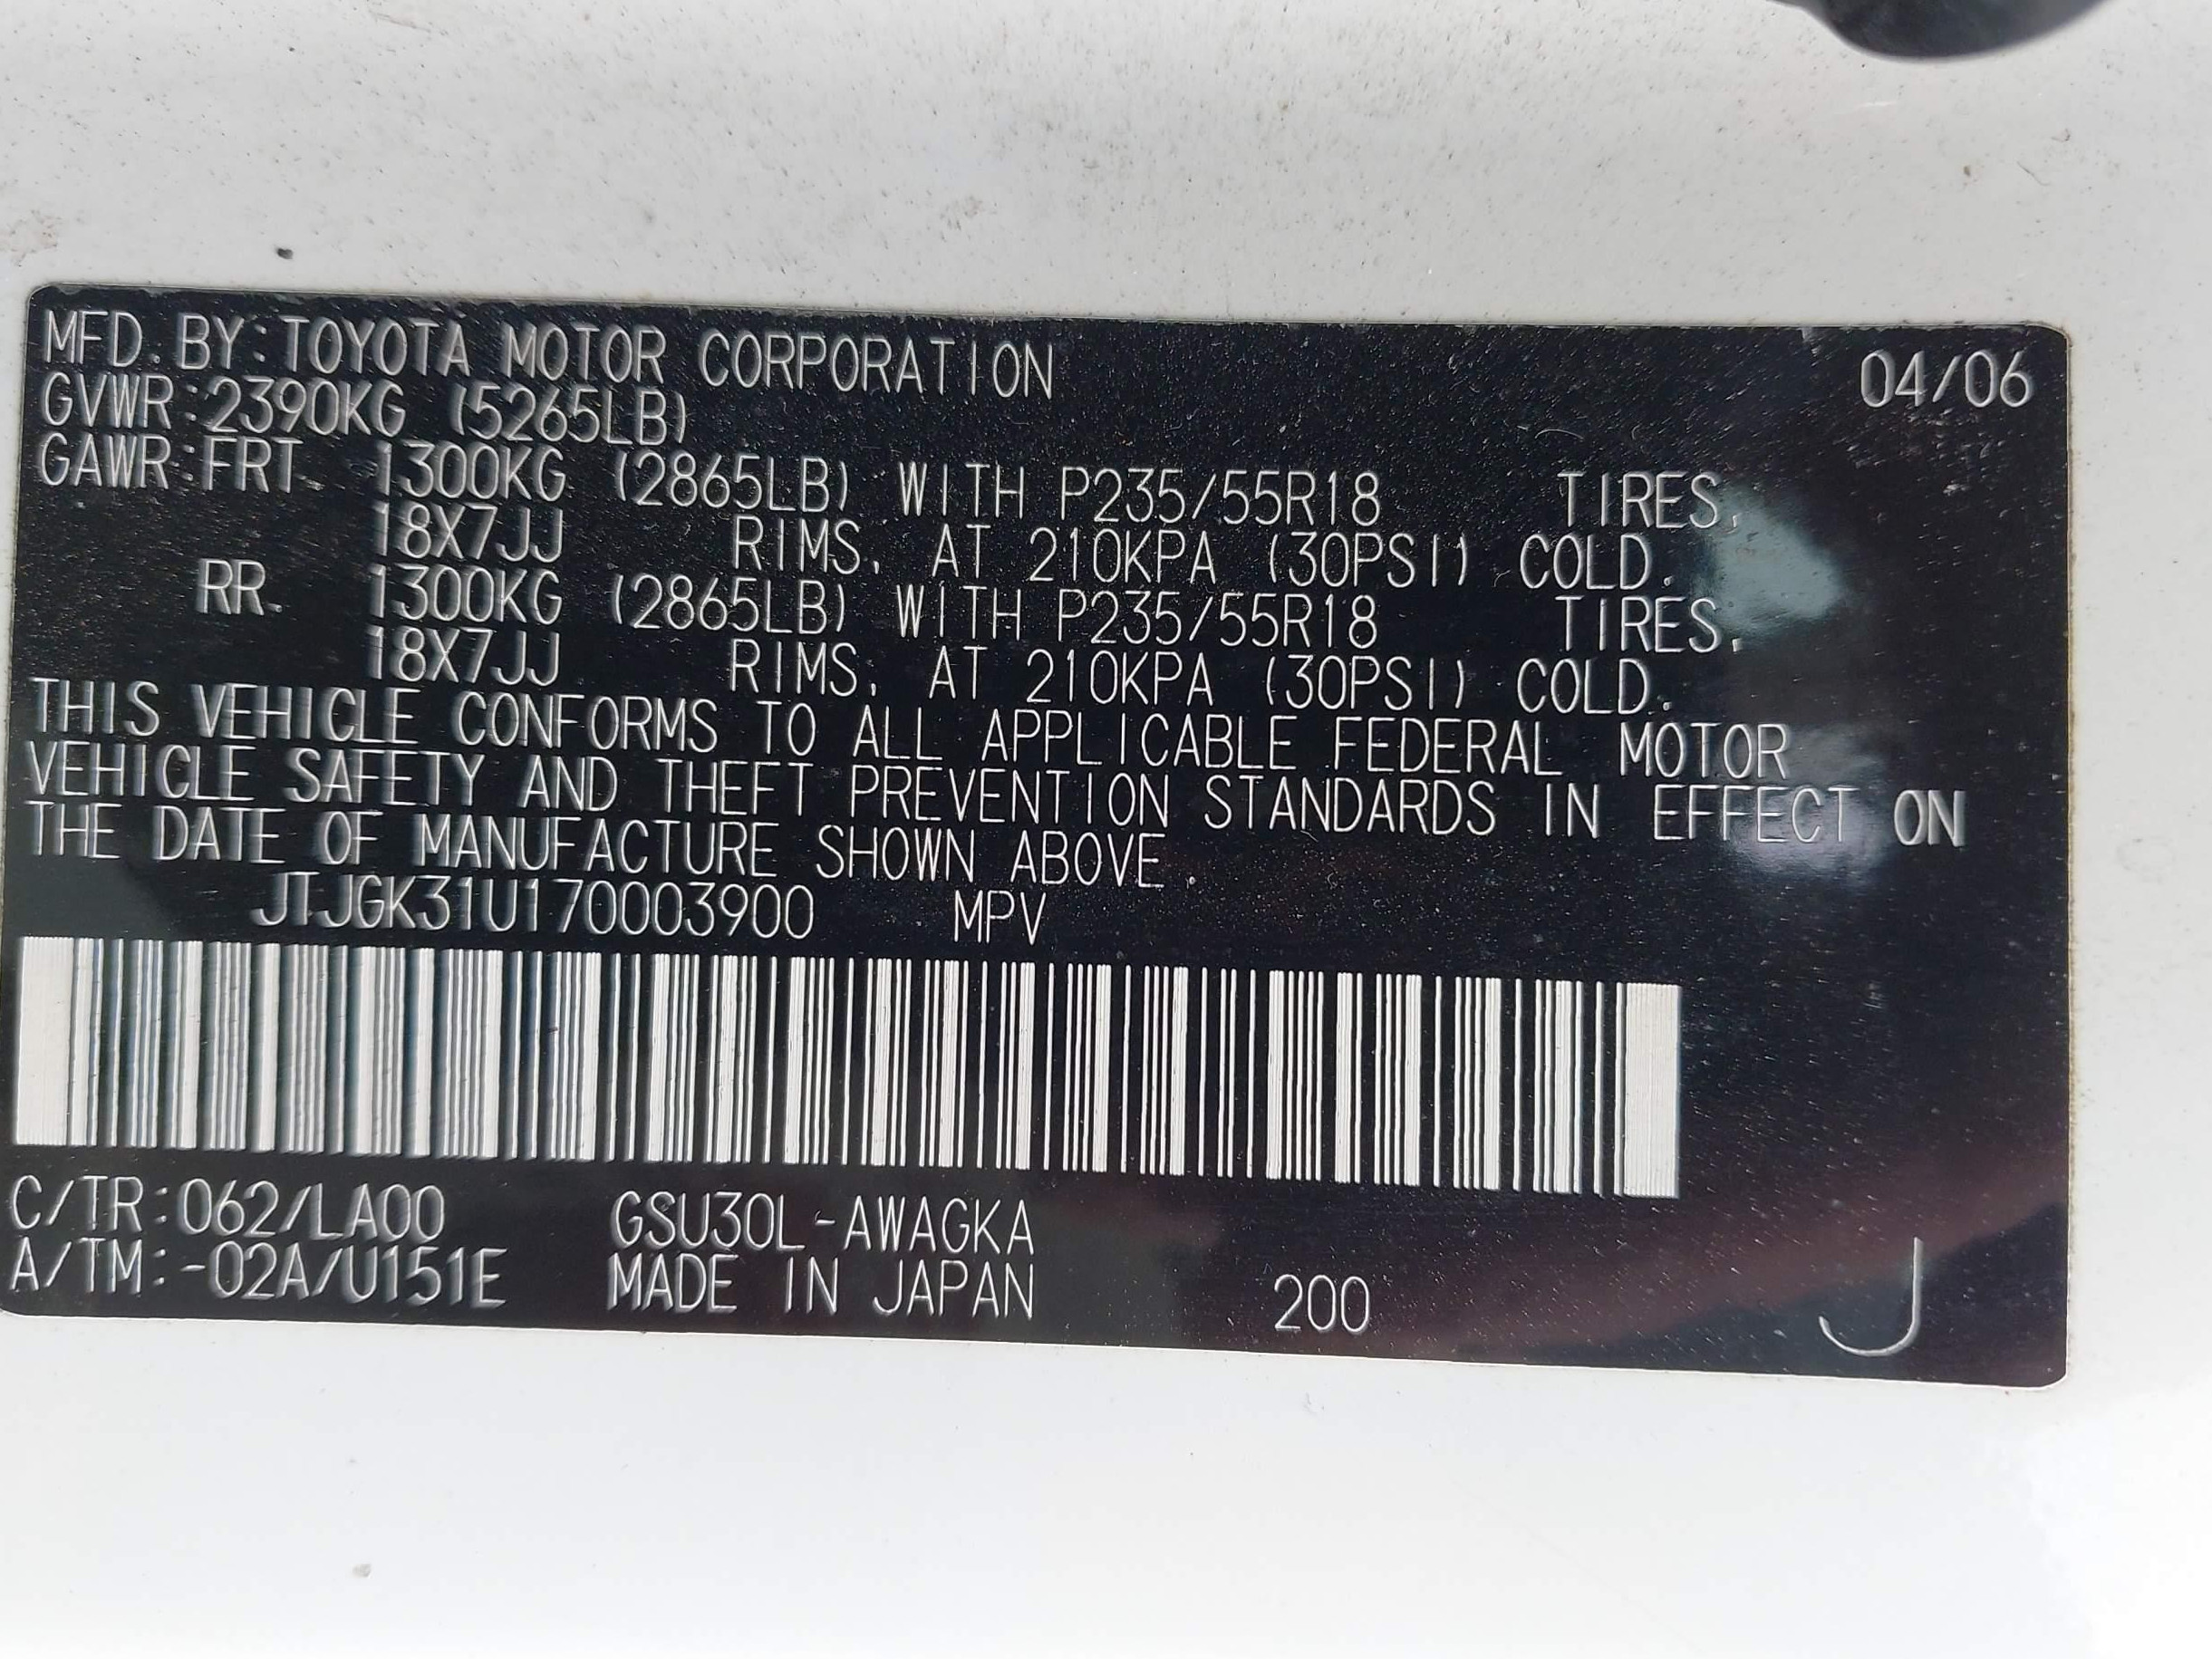 MFD. BY: TOYOTA MOTOR CORPORATION 04/06
GVWR: 2390KG (5265LB)
GAWR: FRT. 1300KG (2865LB) WITH P235/55R18 TIRES,
18X7JJ RIMS, AT 210KPA (30PSI) COLD.
RR. 1300KG (2865LB) WITH P235/55R18 TIRES,
18X7JJ RIMS, AT 210KPA (30PSI) COLD.
THIS VEHICLE CONFORMS TO ALL APPLICABLE FEDERAL MOTOR
VEHICLE SAFETY AND THEFT PREVENTION STANDARDS IN EFFECT ON
THE DATE OF MANUFACTURE SHOWN ABOVE.
JTJGK31U170003900 MPV
C/TR: 062/LA00 GSU30L-AWAGKA
A/TM: -02A/U151E MADE IN JAPAN 200 J